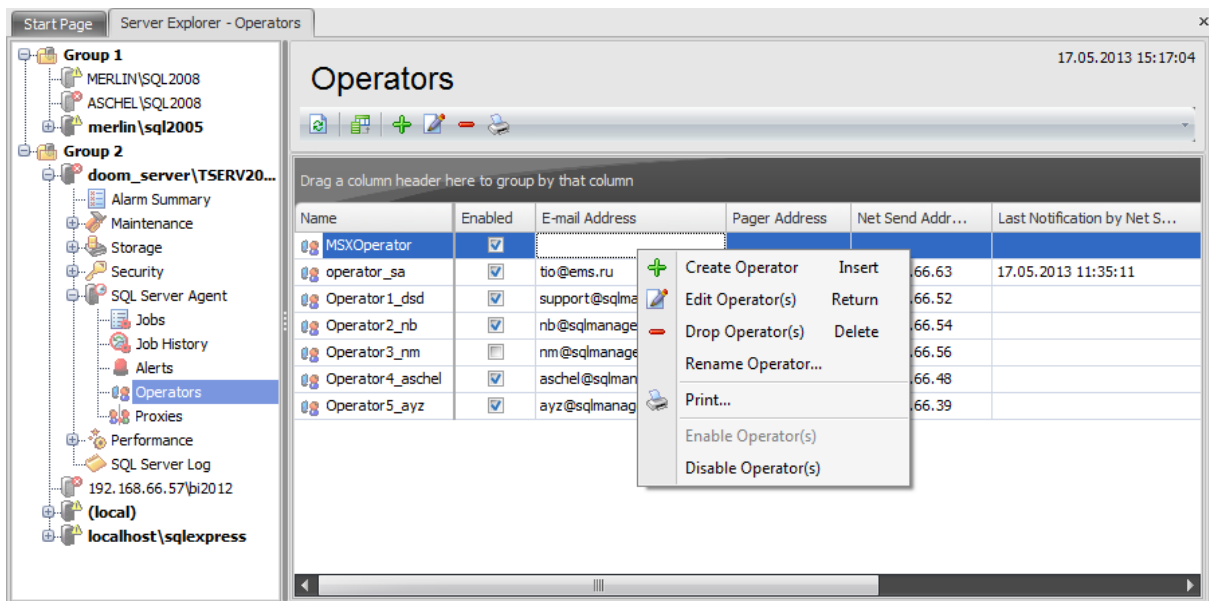 Start Page
Server Explorer - Operators
Group 1
MERLIN\SQL2008
ASCHEL\SQL2008
merlin\sql2005
Group 2
doom_server\TSERV20...
Alarm Summary
Maintenance
Storage
Security
SQL Server Agent
Jobs
Job History
Alerts
Operators
Proxies
Performance
SQL Server Log
192.168.66.57\bi2012
(local)
localhost\sqlexpress
17.05.2013 15:17:04
Operators
Drag a column header here to group by that column
Name Enabled E-mail Address Pager Address Net Send Addr... Last Notification by Net S...
MSXOperator
operator_sa tio@ems.ru .66.63 17.05.2013 11:35:11
Operator1_dsd support@sqlma .66.52
Operator2_nb nb@sqlmanage .66.54
Operator3_nm nm@sqlmanage .66.56
Operator4_aschel aschel@sqlman .66.48
Operator5_ayz ayz@sqlmanag .66.39
Create Operator Insert
Edit Operator(s) Return
Drop Operator(s) Delete
Rename Operator...
Print...
Enable Operator(s)
Disable Operator(s)